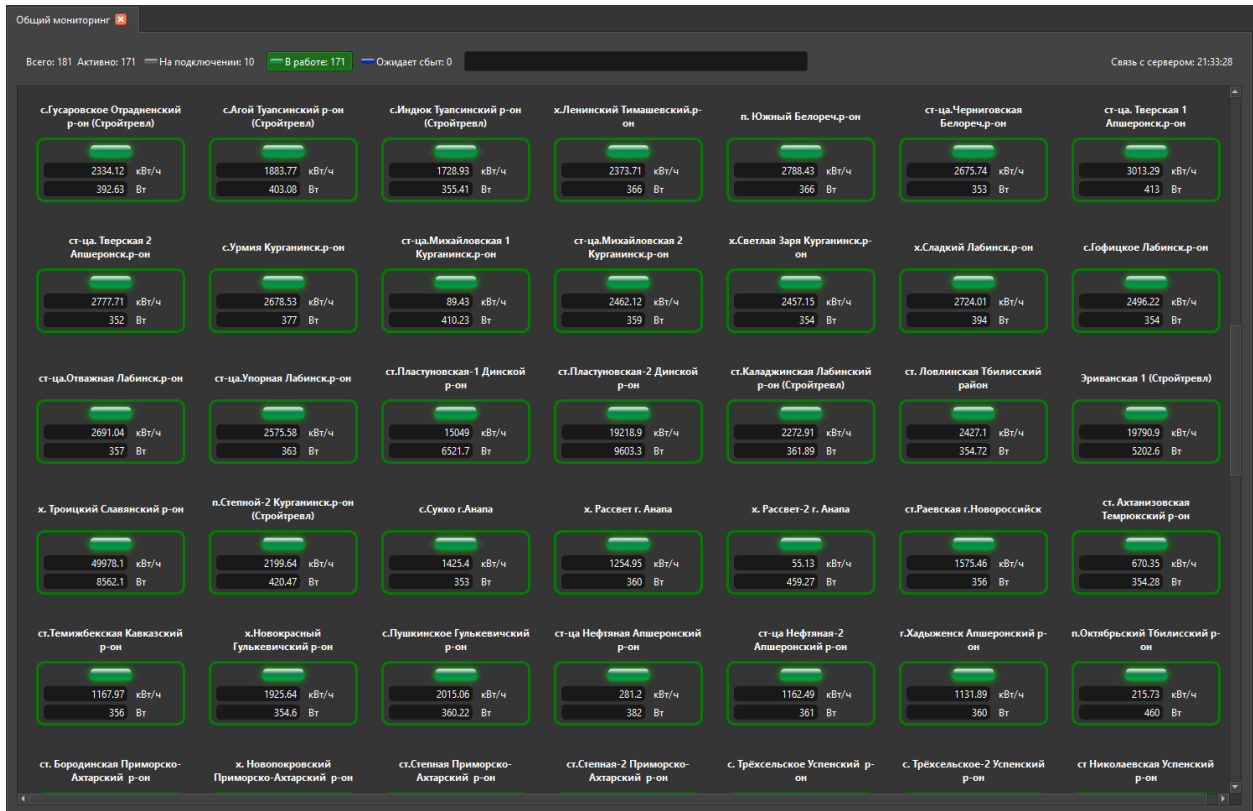 Общий мониторинг
Всего: 181 Активно: 171 На подключении: 10 В работе: 171 Ожидает сбыт: 0 Связь с сервером: 21:33:28
с.Гусаровское Отрадненский р-он (Стройтревл)
2334.12 кВт/ч
392.63 Вт
с.Агой Туапсинский р-он (Стройтревл)
1883.77 кВт/ч
403.08 Вт
с.Индюк Туапсинский р-он (Стройтревл)
1728.93 кВт/ч
355.41 Вт
х.Ленинский Тимашевский.р-он
2373.71 кВт/ч
366 Вт
п. Южный Белореч.р-он
2788.43 кВт/ч
366 Вт
ст-ца.Черниговская Белореч.р-он
2675.74 кВт/ч
353 Вт
ст-ца. Тверская 1 Апшеронск.р-он
3013.29 кВт/ч
413 Вт
ст-ца. Тверская 2 Апшеронск.р-он
2777.71 кВт/ч
352 Вт
с.Урмия Курганинск.р-он
2678.53 кВт/ч
377 Вт
ст-ца.Михайловская 1 Курганинск.р-он
89.43 кВт/ч
410.23 Вт
ст-ца.Михайловская 2 Курганинск.р-он
2462.12 кВт/ч
359 Вт
х.Светлая Заря Курганинск.р-он
2457.15 кВт/ч
354 Вт
х.Сладкий Лабинск.р-он
2724.01 кВт/ч
394 Вт
с.Гофицкое Лабинск.р-он
2496.22 кВт/ч
354 Вт
ст-ца.Отважная Лабинск.р-он
2691.04 кВт/ч
357 Вт
ст-ца.Упорная Лабинск.р-он
2575.58 кВт/ч
363 Вт
ст.Пластуновская-1 Динской р-он
15049 кВт/ч
6521.7 Вт
ст.Пластуновская-2 Динской р-он
19218.9 кВт/ч
9603.3 Вт
ст.Каладжинская Лабинский р-он (Стройтревл)
2272.91 кВт/ч
361.89 Вт
ст. Ловлинская Тбилисский район
2427.1 кВт/ч
354.72 Вт
Эриванская 1 (Стройтревл)
19790.9 кВт/ч
5202.6 Вт
х. Троицкий Славянский р-он
49978.1 кВт/ч
8562.1 Вт
п.Степной-2 Курганинск.р-он (Стройтревл)
2199.64 кВт/ч
420.47 Вт
с.Сукко г.Анапа
1425.4 кВт/ч
353 Вт
х. Рассвет г. Анапа
1254.95 кВт/ч
360 Вт
х. Рассвет-2 г. Анапа
55.13 кВт/ч
459.27 Вт
ст.Раевская г.Новороссийск
1575.46 кВт/ч
356 Вт
ст. Ахтанизовская Темрюкский р-он
670.35 кВт/ч
354.28 Вт
ст.Темижбекская Кавказский р-он
1167.97 кВт/ч
356 Вт
х.Новокрасный Гулькевичский р-он
1925.64 кВт/ч
354.6 Вт
с.Пушкинское Гулькевичский р-он
2015.06 кВт/ч
360.22 Вт
ст-ца Нефтяная Апшеронский р-он
281.2 кВт/ч
382 Вт
ст-ца Нефтяная-2 Апшеронский р-он
1162.49 кВт/ч
361 Вт
г.Хадыженск Апшеронский р-он
1131.89 кВт/ч
360 Вт
п.Октябрьский Тбилисский р-он
215.73 кВт/ч
460 Вт
ст. Бородинская Приморско-Ахтарский р-он
х. Новопокровский Приморско-Ахтарский р-он
ст.Степная Приморско-Ахтарский р-он
ст.Степная-2 Приморско-Ахтарский р-он
с. Трёхсельское Успенский р-он
с. Трёхсельское-2 Успенский р-он
ст Николаевская Успенский р-он